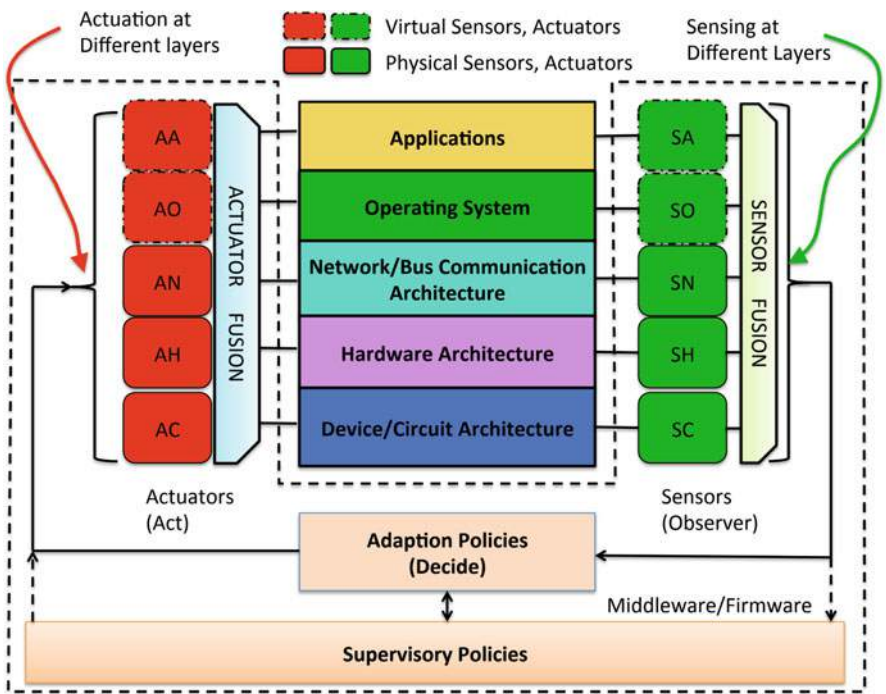 Actuation at
Different layers
Virtual Sensors, Actuators
Physical Sensors, Actuators
Sensing at
Different Layers
AA
AO
AN
AH
AC
ACTUATOR FUSION
Applications
Operating System
Network/Bus Communication
Architecture
Hardware Architecture
Device/Circuit Architecture
SA
SO
SN
SH
SC
SENSOR FUSION
Actuators
(Act)
Sensors
(Observer)
Adaption Policies
(Decide)
Middleware/Firmware
Supervisory Policies